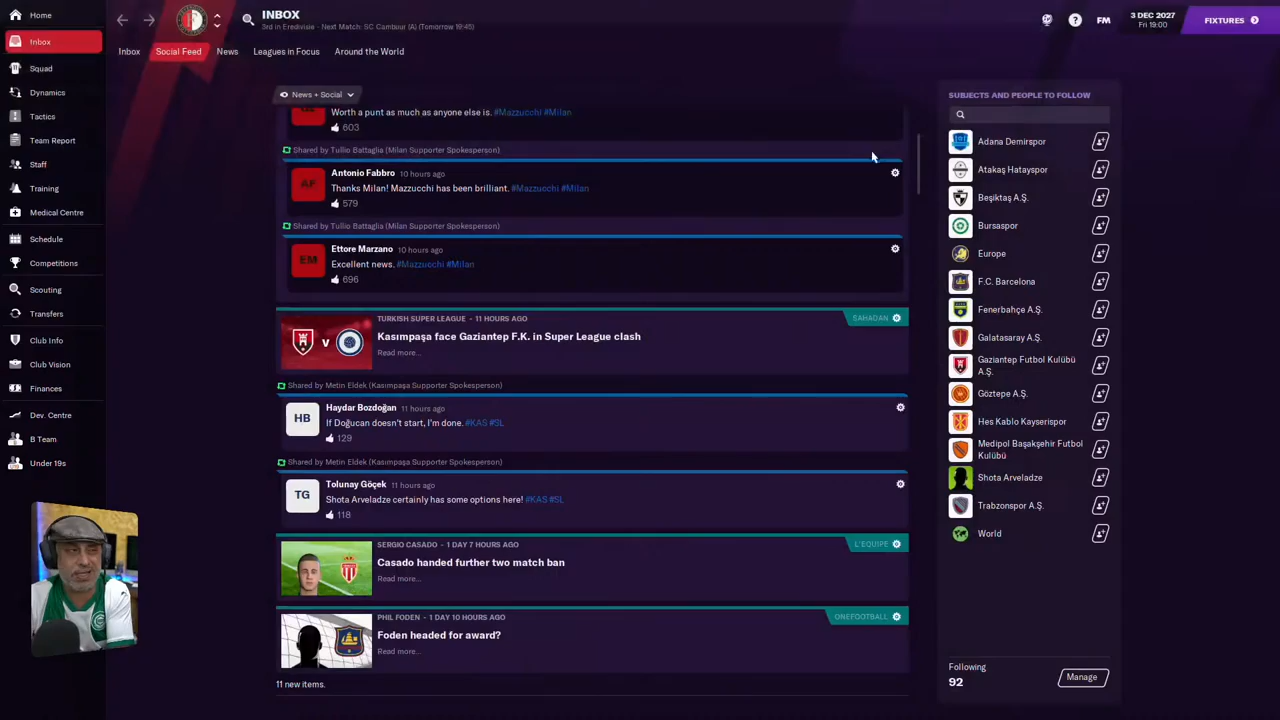 Home
INBOX
3rd in Eredivisie - Next Match: SC Cambuur (A) (Tomorrow 19:45)
FM
3 DEC 2027
Fri 19:00
FIXTURES
Inbox
Inbox
Social Feed
News
Leagues in Focus
Around the World
Squad
Dynamics
Tactics
Team Report
Staff
Training
Medical Centre
Schedule
Competitions
Scouting
Transfers
Club Info
Club Vision
Finances
Dev. Centre
B Team
Under 19s
News + Social
Worth a punt as much as anyone else is. #Mazzucchi #Milan
603
Shared by Tullio Battaglia (Milan Supporter Spokesperson)
AF
Antonio Fabbro 10 hours ago
Thanks Milan! Mazzucchi has been brilliant. #Mazzucchi #Milan
579
Shared by Tullio Battaglia (Milan Supporter Spokesperson)
EM
Ettore Marzano 10 hours ago
Excellent news. #Mazzucchi #Milan
696
TURKISH SUPER LEAGUE - 11 HOURS AGO
SAHADAN
v
Kasımpaşa face Gaziantep F.K. in Super League clash
Read more...
Shared by Metin Eldek (Kasımpaşa Supporter Spokesperson)
HB
Haydar Bozdoğan 11 hours ago
If Doğucan doesn't start, I'm done. #KAS #SL
129
Shared by Metin Eldek (Kasımpaşa Supporter Spokesperson)
TG
Tolunay Göçek 11 hours ago
Shota Arveladze certainly has some options here! #KAS #SL
118
SERGIO CASADO - 1 DAY 7 HOURS AGO
L'EQUIPE
Casado handed further two match ban
Read more...
PHIL FODEN - 1 DAY 10 HOURS AGO
ONEFOOTBALL
Foden headed for award?
Read more...
11 new items.
SUBJECTS AND PEOPLE TO FOLLOW
Adana Demirspor
Atakaş Hatayspor
Beşiktaş A.Ş.
Bursaspor
Europe
F.C. Barcelona
Fenerbahçe A.Ş.
Galatasaray A.Ş.
Gaziantep Futbol Kulübü
A.Ş.
Göztepe A.Ş.
Hes Kablo Kayserispor
Medipol Başakşehir Futbol
Kulübü
Shota Arveladze
Trabzonspor A.Ş.
World
Following
92
Manage